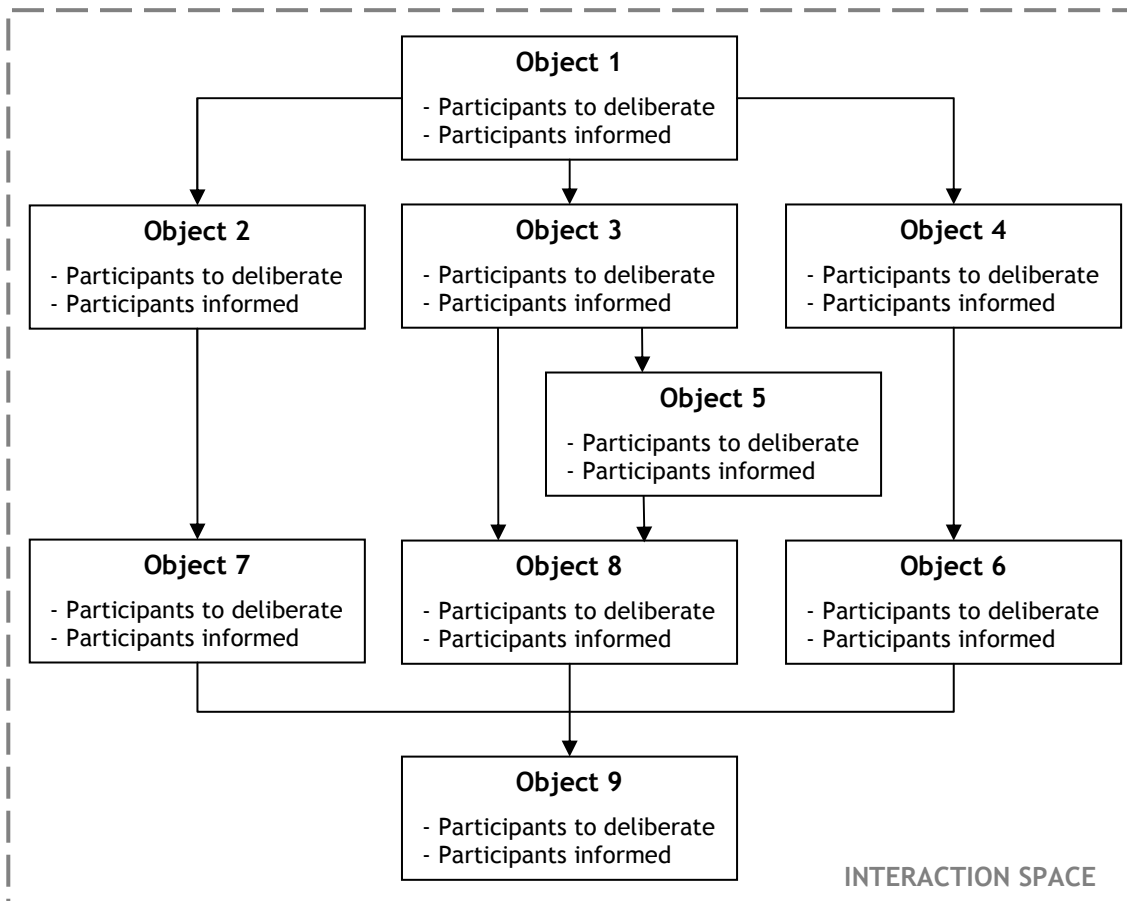 Object 1
- Participants to deliberate
- Participants informed
Object 2
- Participants to deliberate
- Participants informed
Object 3
- Participants to deliberate
- Participants informed
Object 4
- Participants to deliberate
- Participants informed
Object 5
- Participants to deliberate
- Participants informed
Object 7
- Participants to deliberate
- Participants informed
Object 8
- Participants to deliberate
- Participants informed
Object 6
- Participants to deliberate
- Participants informed
Object 9
- Participants to deliberate
- Participants informed
INTERACTION SPACE